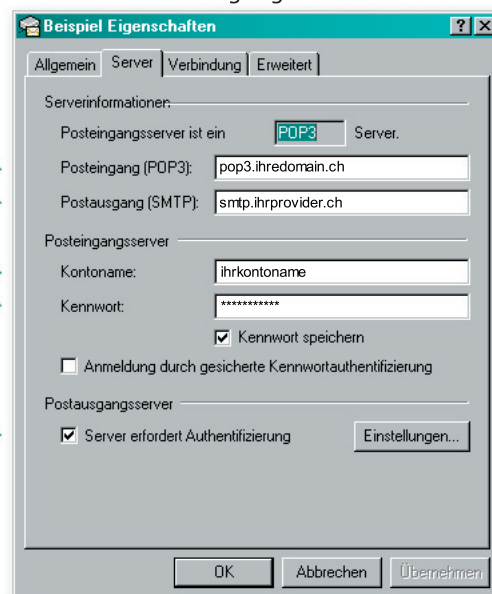 Beispiel Eigenschaften
Allgemein Server Verbindung Erweitert
Serverinformationen:
Posteingangsserver ist ein POP3 Server.
Posteingang (POP3): pop3.ihredomain.ch
Postausgang (SMTP): smtp.ihrprovider.ch
Posteingangsserver
Kontoname: ihrkontoname
Kennwort: ***********
Kennwort speichern
Anmeldung durch gesicherte Kennwortauthentifizierung
Postausgangsserver
Server erfordert Authentifizierung Einstellungen...
OK Abbrechen Übernehmen